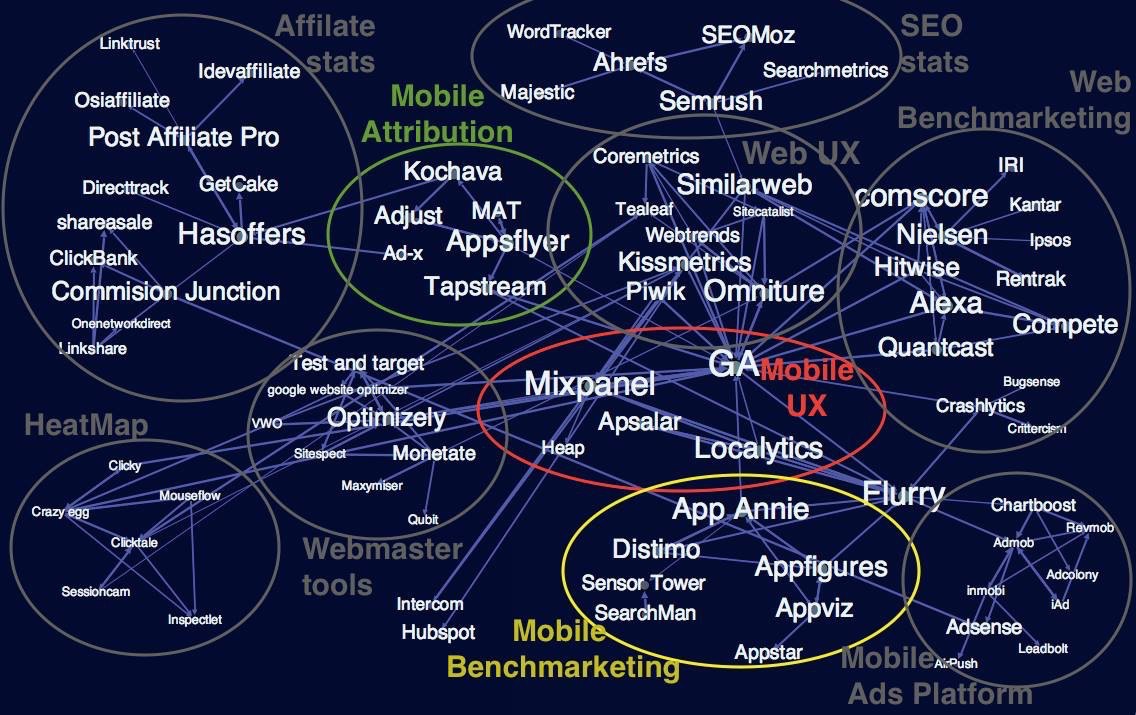 Affilate
stats
Linktrust
Idevaffiliate
Osiaffiliate
Post Affiliate Pro
Directtrack
GetCake
shareasale
Hasoffers
ClickBank
Commision Junction
Onenetworkdirect
Linkshare
Mobile
Attribution
Kochava
Adjust
MAT
Ad-x
Appsflyer
Tapstream
SEO
stats
WordTracker
SEOMoz
Ahrefs
Searchmetrics
Majestic
Semrush
Web UX
Coremetrics
Similarweb
Tealeaf
Sitecatalist
Webtrends
Kissmetrics
Piwik
Omniture
Web
Benchmarketing
IRI
comscore
Kantar
Nielsen
Ipsos
Hitwise
Rentrak
Alexa
Compete
Quantcast
Bugsense
Crashlytics
Crittercism
Test and target
google website optimizer
VWO
Optimizely
Sitespect
Monetate
Maxymiser
Qubit
Webmaster
tools
GA
Mobile
UX
Mixpanel
Apsalar
Heap
Localytics
HeatMap
Clicky
Mouseflow
Crazy egg
Clicktale
Sessioncam
Inspectlet
Intercom
Hubspot
Flurry
App Annie
Distimo
Appfigures
Sensor Tower
SearchMan
Appviz
Appstar
Mobile
Benchmarketing
Chartboost
Revmob
Admob
Adcolony
inmobi
iAd
Adsense
Leadbolt
AirPush
Mobile
Ads Platform